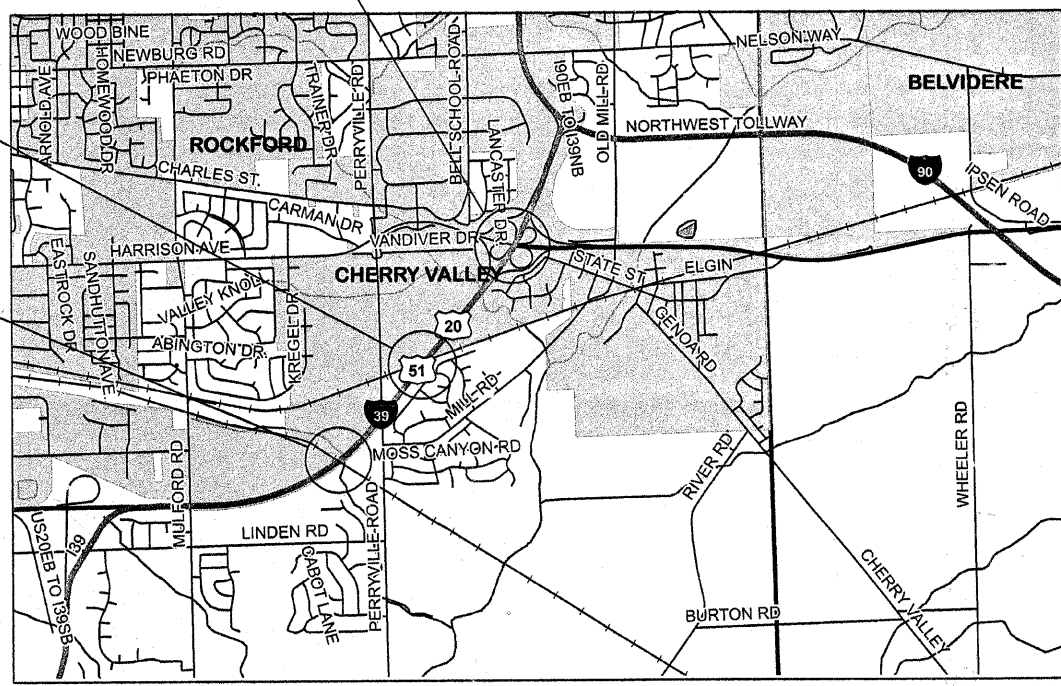 WOOD BINE
NEWBURG RD
NELSON WAY
PHAETON DR
ARNOLD AVE
HOMEWOOD DR
TRAINER DR
PERRYVILLE RD
BELL SCHOOL ROAD
I90EB TO I39NB
OLD MILL RD
BELVIDERE
ROCKFORD
NORTHWEST TOLLWAY
LANCASTER DR
CHARLES ST.
90
IPSEN ROAD
CARMAN DR
VANDIVER DR
HARRISON AVE
STATE ST.
ELGIN
CHERRY VALLEY
EASTROCK DR
SANDHUTTON AVE
VALLEY KNOLL
KREGEL DR
20
GENOA RD
ABINGTON DR.
51
MILL RD
39
MOSS CANYON RD
MULFORD RD
RIVER RD.
WHEELER RD
US20EB TO I39SB
I39
LINDEN RD
CABOT LANE
PERRYVILLE ROAD
CHERRY VALLEY
BURTON RD